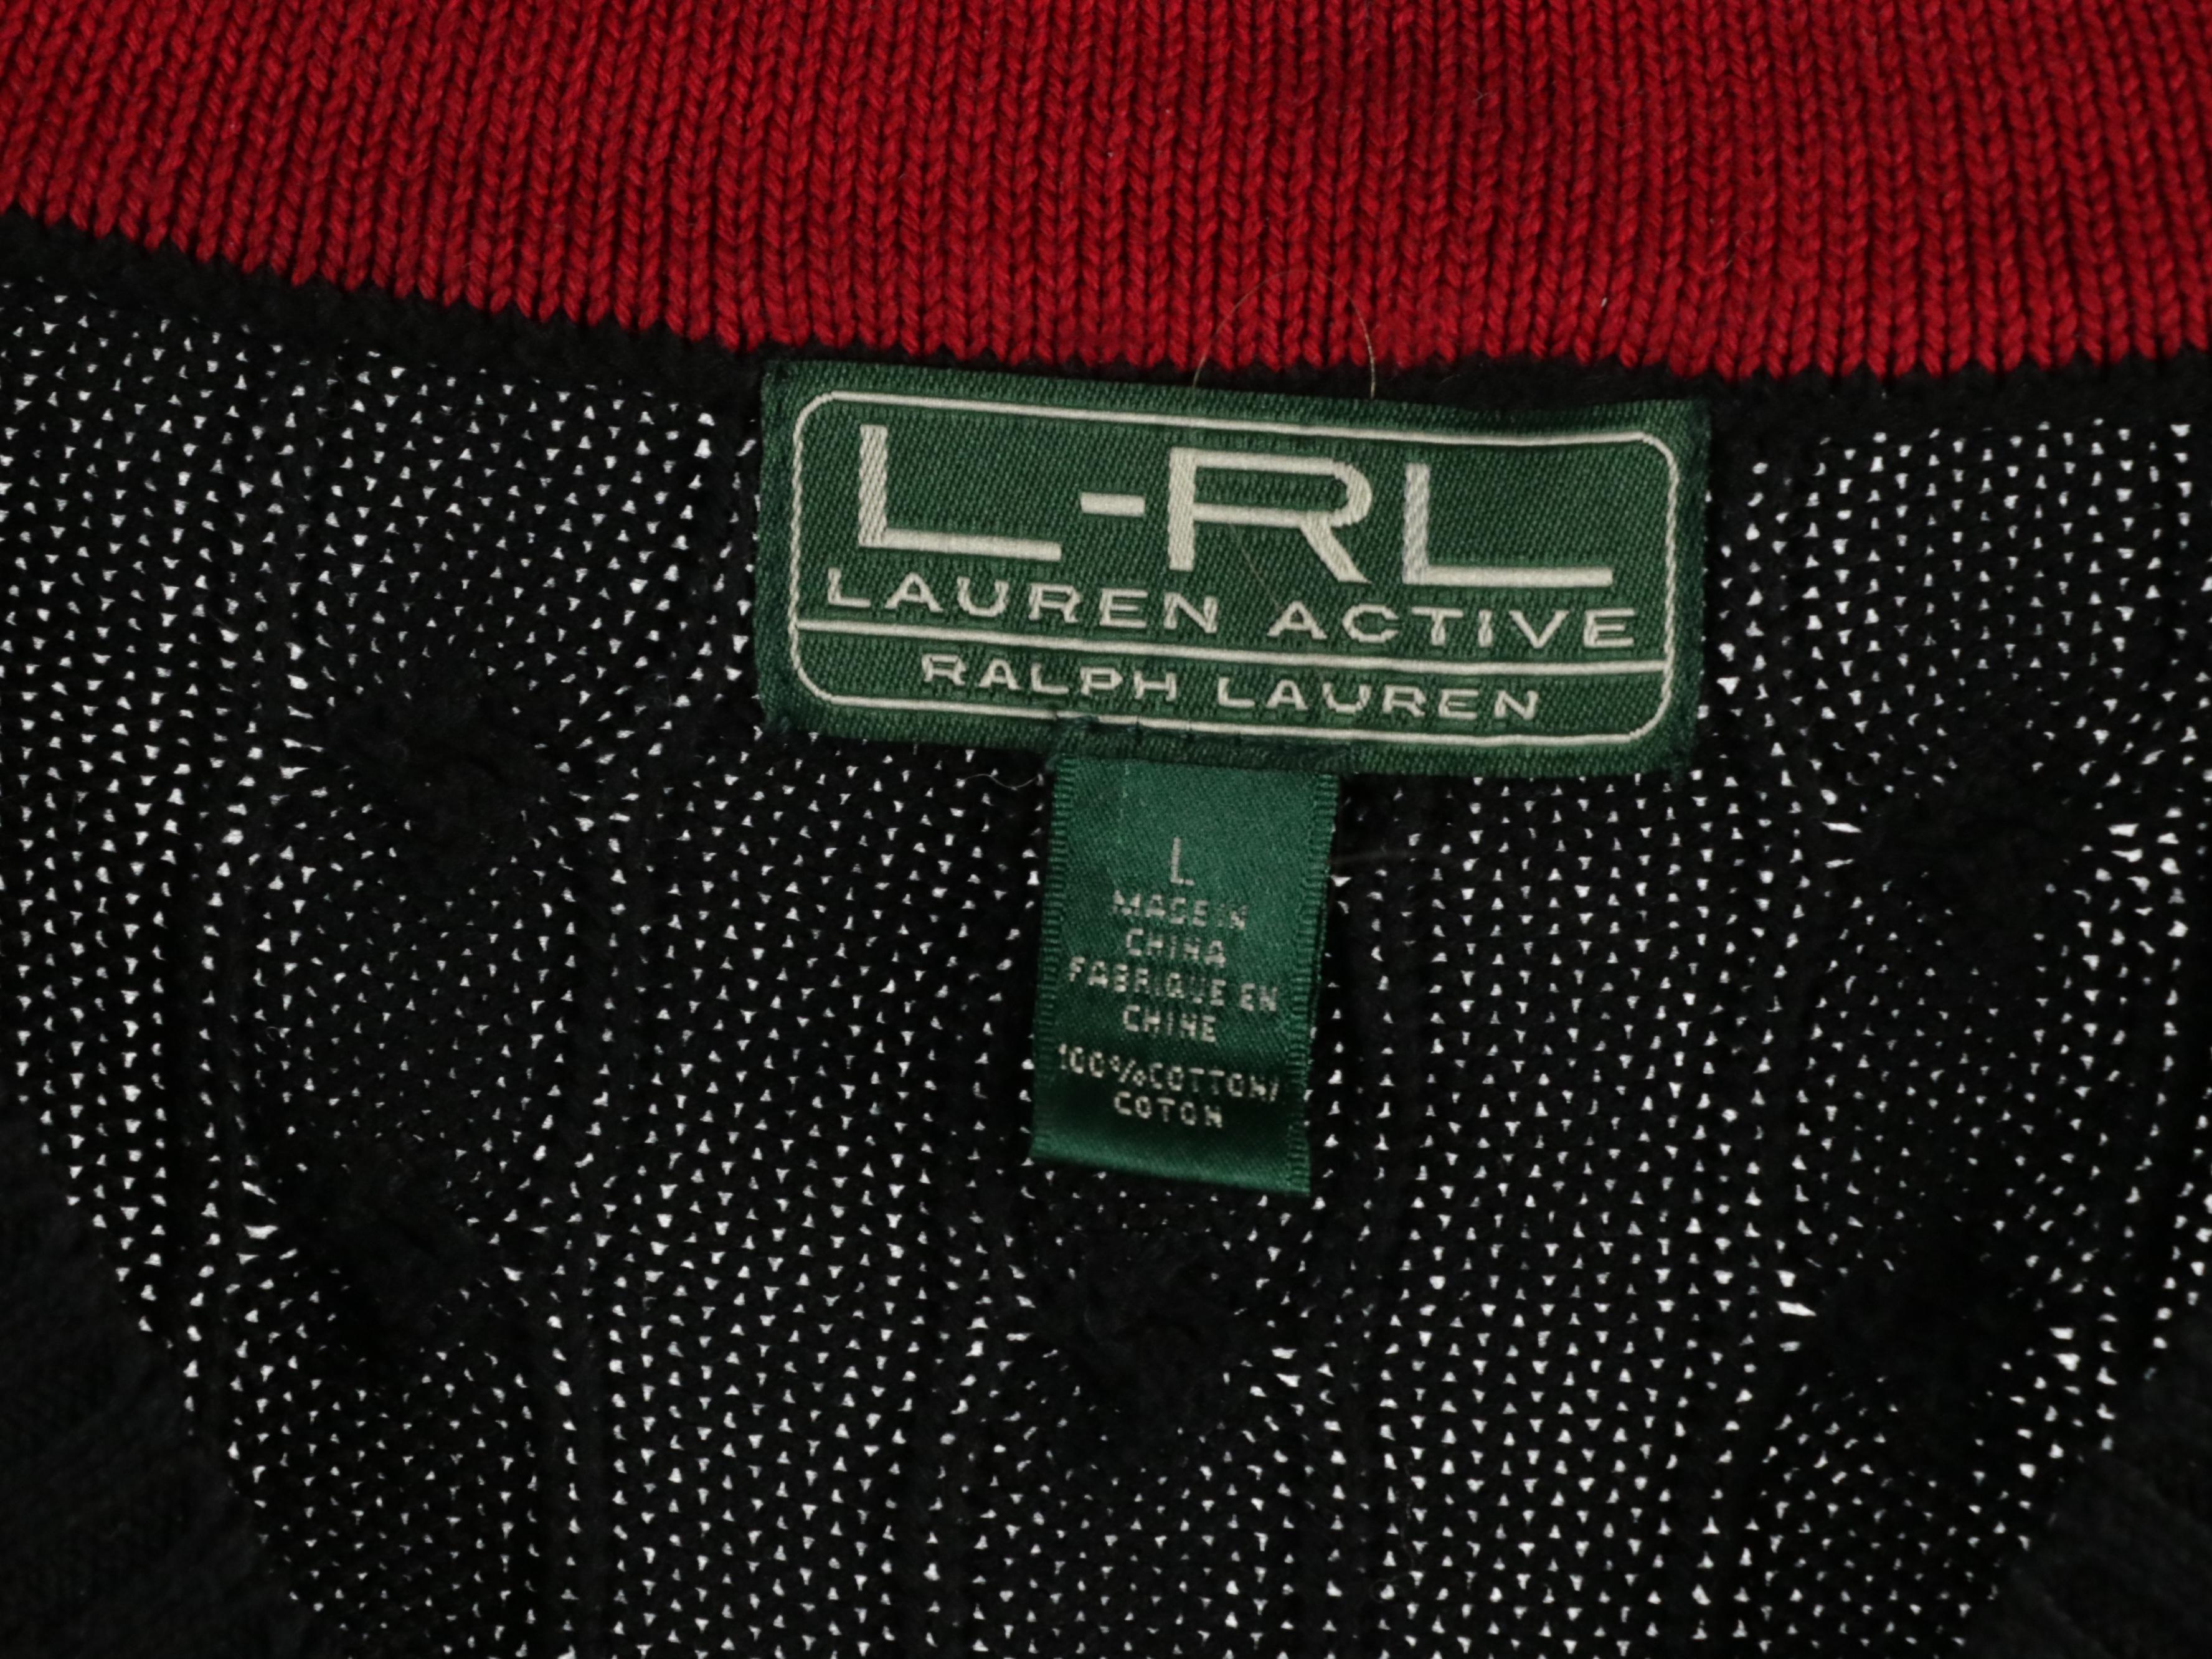 L-RL
LAUREN ACTIVE
RALPH LAUREN
L
MADE IN
CHINA
FABRIQUE EN
CHINE
100%COTTON/
COTON